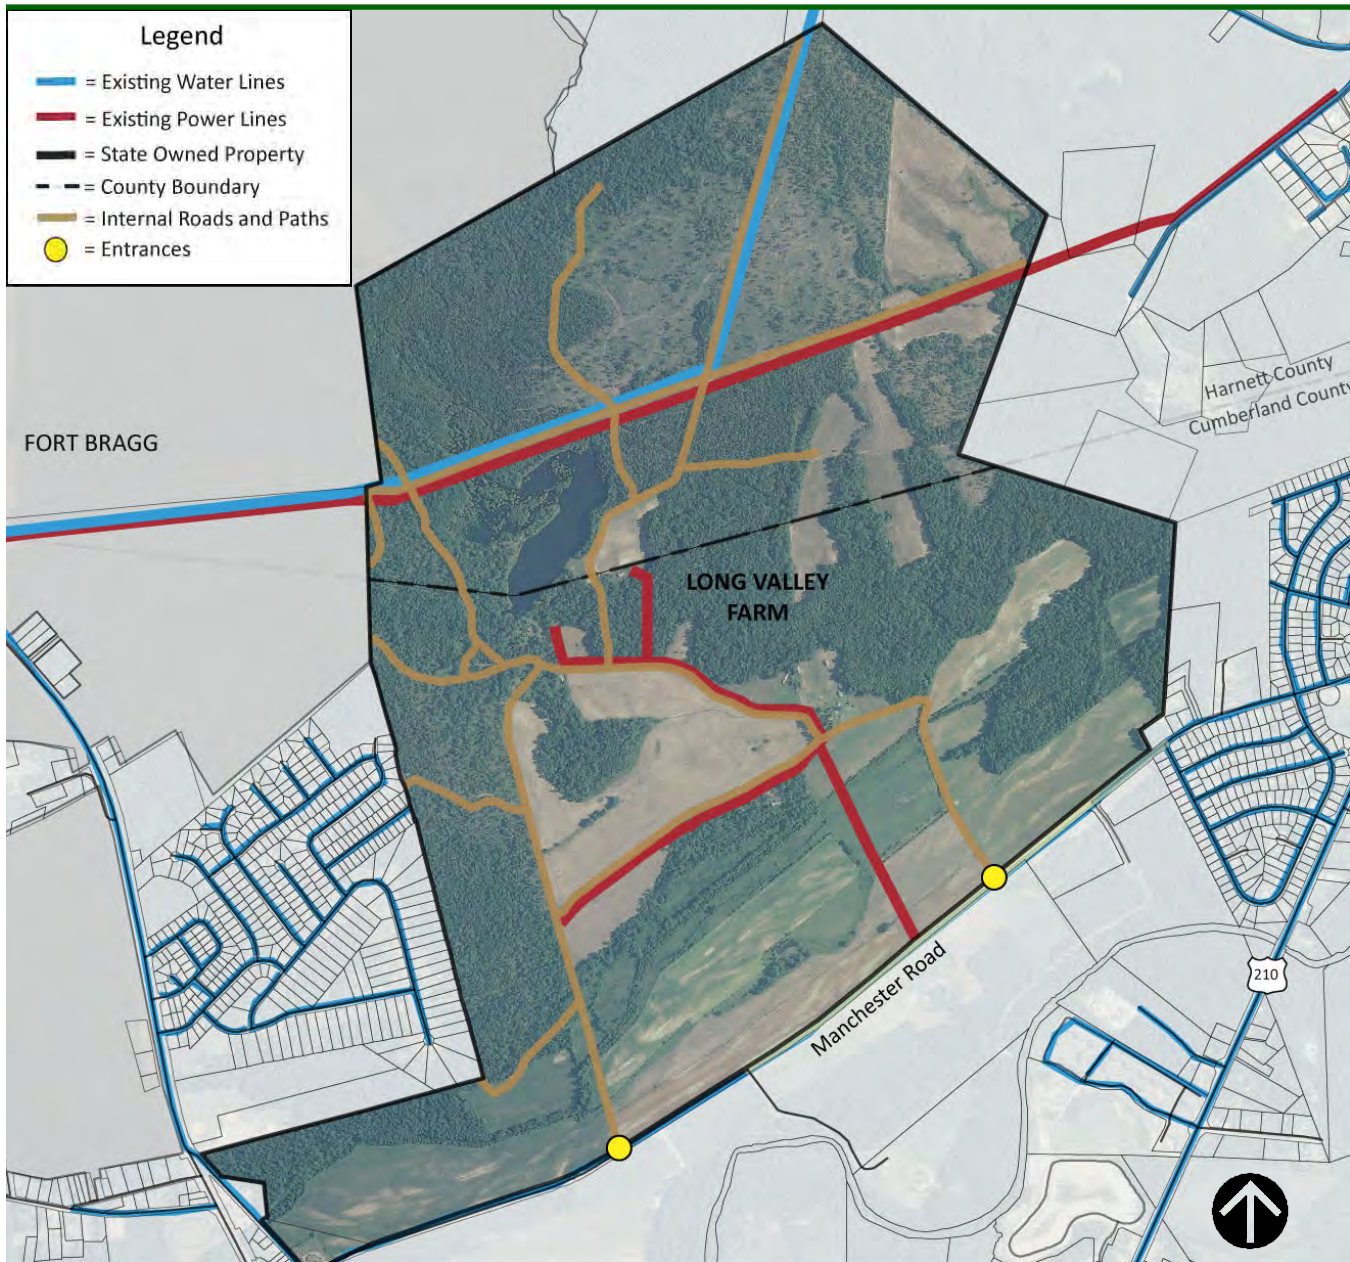 Legend
= Existing Water Lines
= Existing Power Lines
= State Owned Property
= County Boundary
= Internal Roads and Paths
= Entrances
Harnett County
Cumberland County
FORT BRAGG
LONG VALLEY
FARM
210
Manchester Road